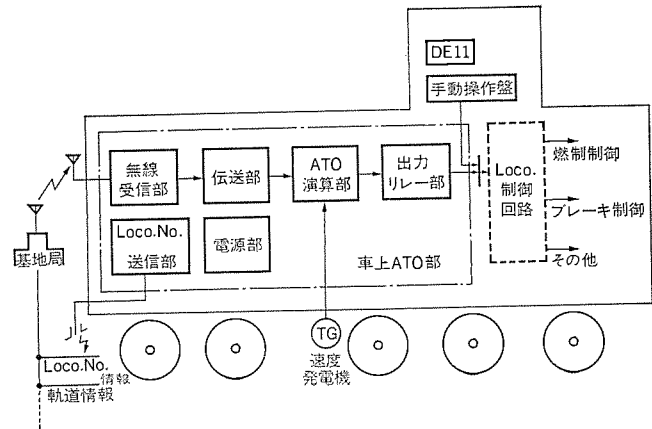 DE11
手動操作盤
無線
受信部
伝送部
ATO
演算部
出力
リレー部
Loco.
制御
回路
燃制制御
ブレーキ制御
その他
Loco.No.
送信部
電源部
車上ATO部
基地局
TG
速度
発電機
Loco.No.
情報
軌道情報